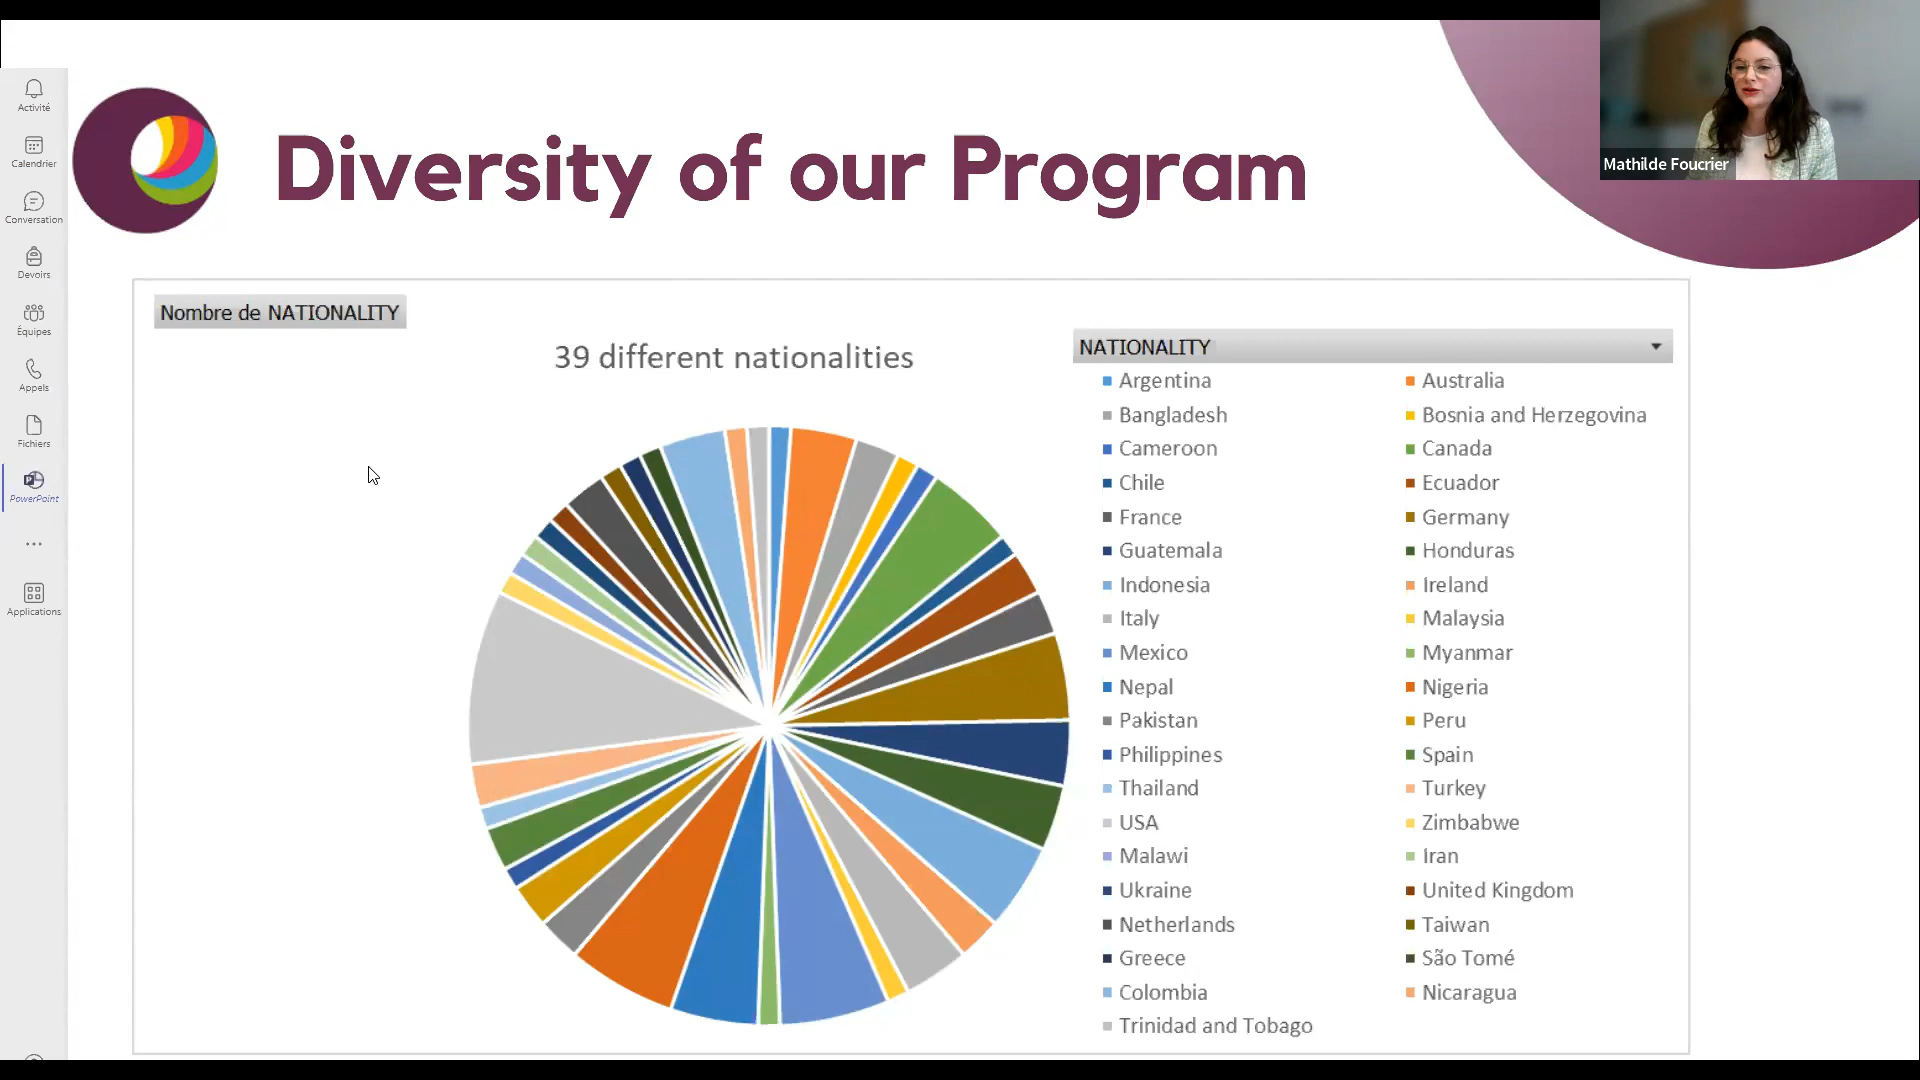 Mathilde Foucrier
Activité
Calendrier
Conversation
Devoirs
Équipes
Appels
Fichiers
PowerPoint
Applications
Diversity of our Program
Nombre de NATIONALITY
39 different nationalities
NATIONALITY
Argentina
Australia
Bangladesh
Bosnia and Herzegovina
Cameroon
Canada
Chile
Ecuador
France
Germany
Guatemala
Honduras
Indonesia
Ireland
Italy
Malaysia
Mexico
Myanmar
Nepal
Nigeria
Pakistan
Peru
Philippines
Spain
Thailand
Turkey
USA
Zimbabwe
Malawi
Iran
Ukraine
United Kingdom
Netherlands
Taiwan
Greece
São Tomé
Colombia
Nicaragua
Trinidad and Tobago